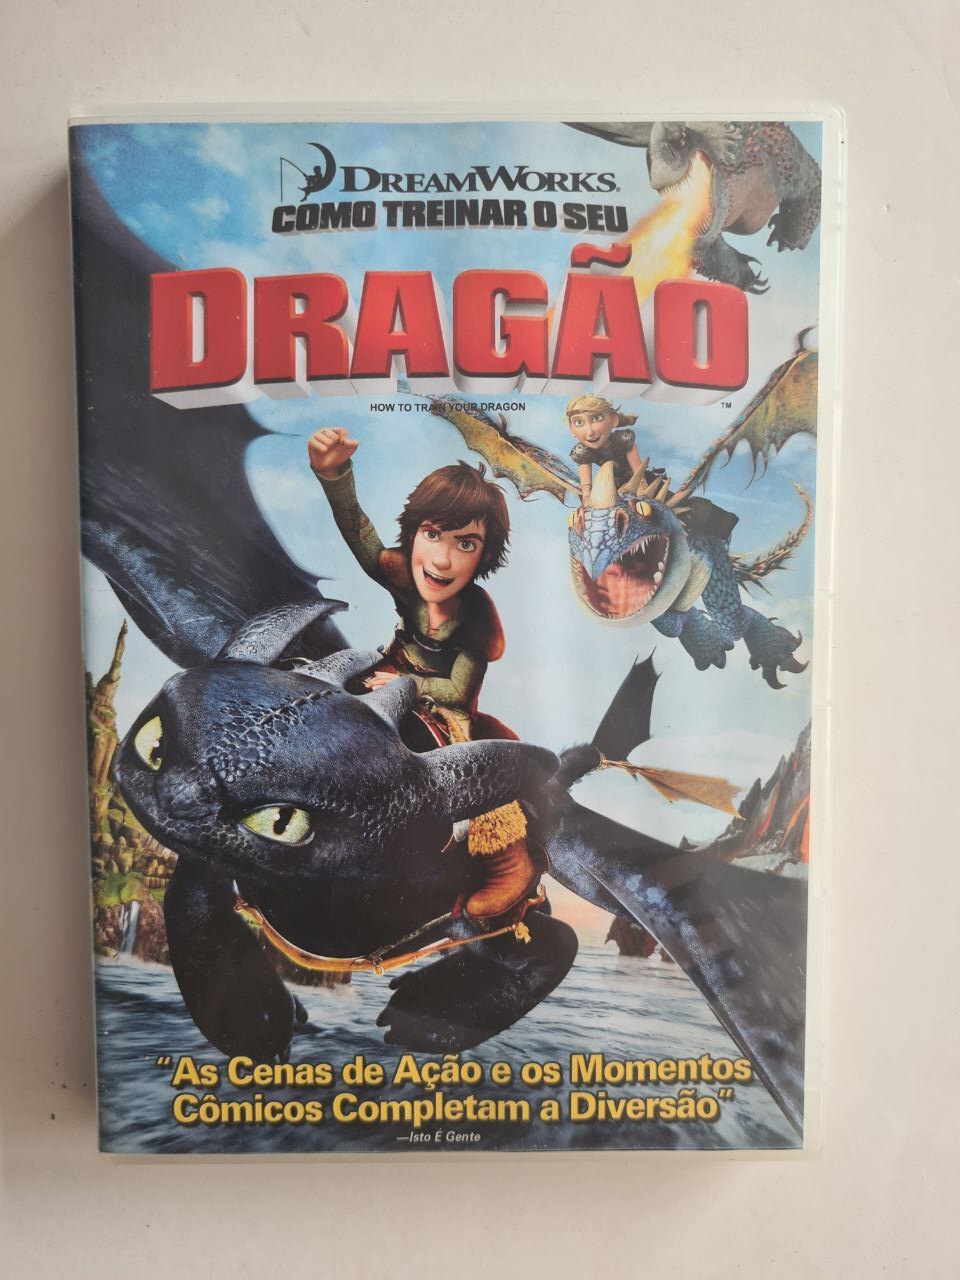 DREAMWORKS.
COMO TREINAR O SEU
DRAGÃO
™
HOW TO TRAIN YOUR DRAGON
"As Cenas de Ação e os Momentos
Cômicos Completam a Diversão"
—Isto É Gente